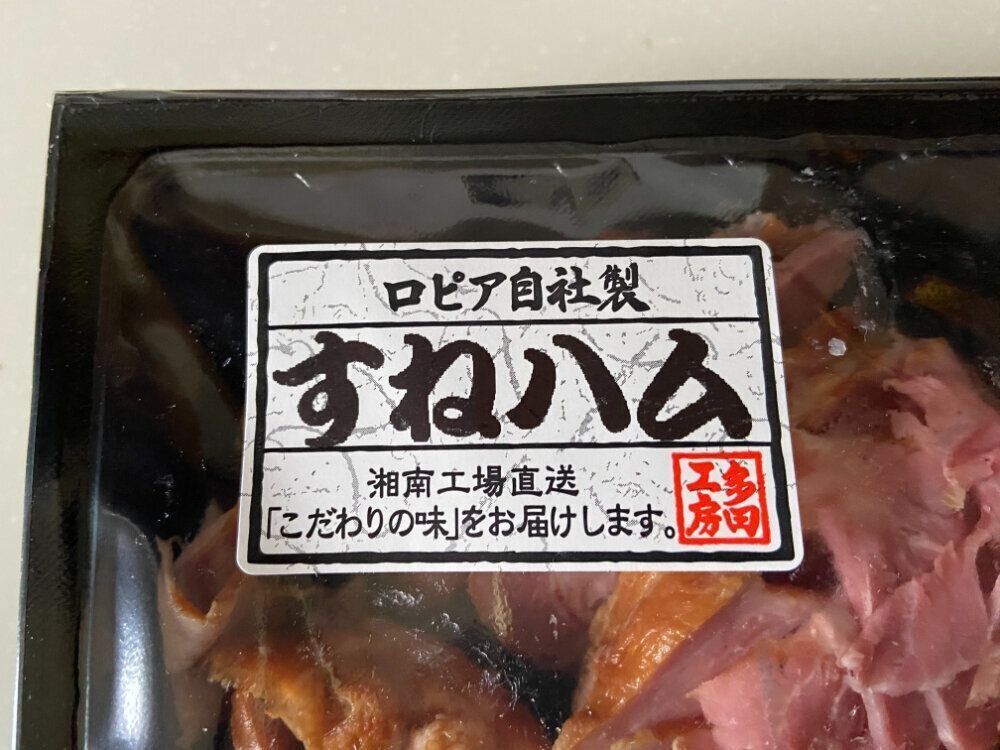 ロピア自社製
すねハム
湘南工場直送
「こだわりの味」をお届けします。
多田
工房